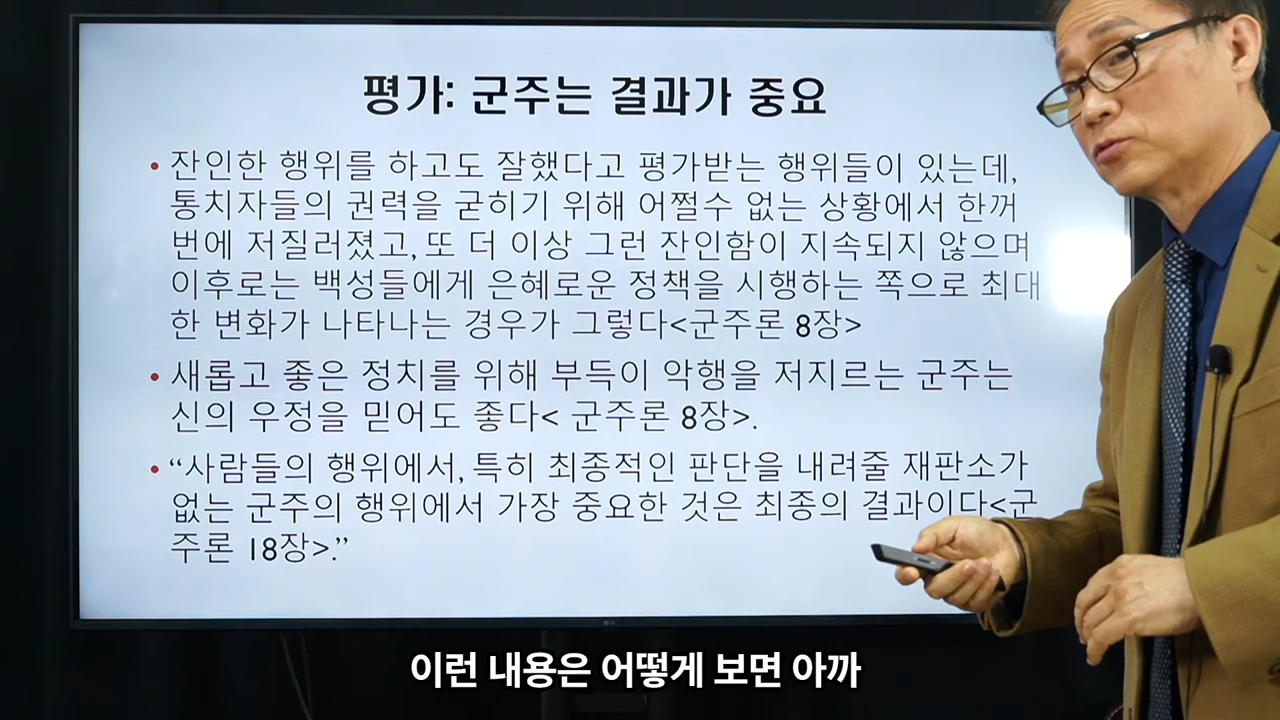 평가: 군주는 결과가 중요
• 잔인한 행위를 하고도 잘했다고 평가받는 행위들이 있는데,
통치자들의 권력을 굳히기 위해 어쩔수 없는 상황에서 한꺼
번에 저질러졌고, 또 더 이상 그런 잔인함이 지속되지 않으며
이후로는 백성들에게 은혜로운 정책을 시행하는 쪽으로 최대
한 변화가 나타나는 경우가 그렇다<군주론 8장>
• 새롭고 좋은 정치를 위해 부득이 악행을 저지르는 군주는
신의 우정을 믿어도 좋다< 군주론 8장>.
• “사람들의 행위에서, 특히 최종적인 판단을 내려줄 재판소가
없는 군주의 행위에서 가장 중요한 것은 최종의 결과이다<군
주론 18장>.”
LG
이런 내용은 어떻게 보면 아까